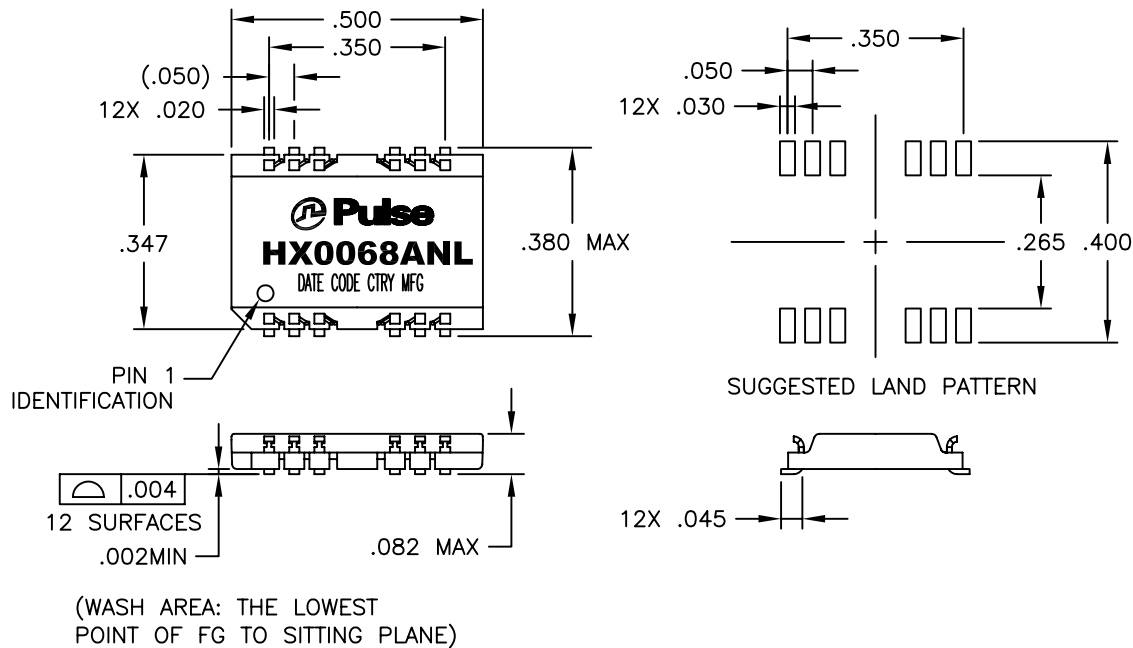 .500
.350
(.050)
12X .020
.347
Pulse
HX0068ANL
DATE CODE CTRY MFG
.380 MAX
PIN 1
IDENTIFICATION
.350
.050
12X .030
.265
.400
SUGGESTED LAND PATTERN
.004
12 SURFACES
.002MIN
.082 MAX
12X .045
(WASH AREA: THE LOWEST
POINT OF FG TO SITTING PLANE)